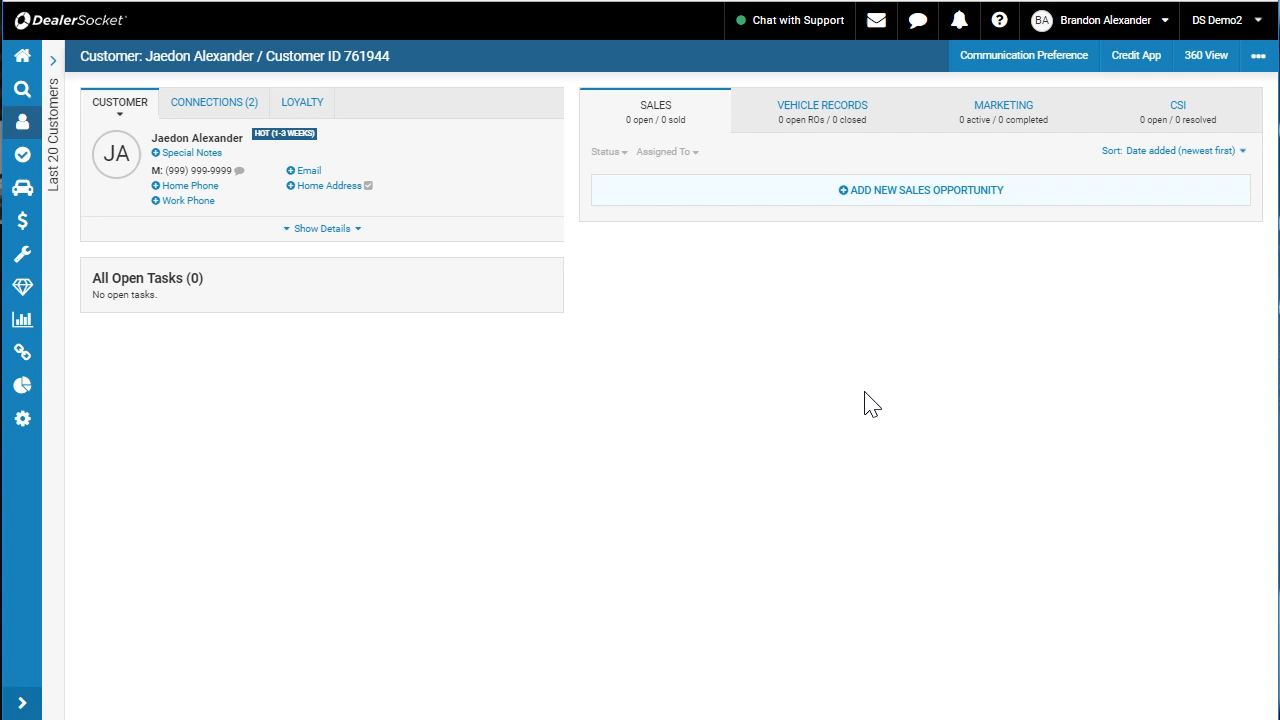 DealerSocket
Chat with Support
BA
Brandon Alexander
DS Demo2
Last 20 Customers
Customer: Jaedon Alexander / Customer ID 761944
Communication Preference
Credit App
360 View
CUSTOMER
CONNECTIONS (2)
LOYALTY
JA
Jaedon Alexander
HOT (1-3 WEEKS)
Special Notes
M: (999) 999-9999
Email
Home Phone
Home Address
Work Phone
Show Details
All Open Tasks (0)
No open tasks.
SALES
0 open / 0 sold
VEHICLE RECORDS
0 open ROs / 0 closed
MARKETING
0 active / 0 completed
CSI
0 open / 0 resolved
Status
Assigned To
Sort: Date added (newest first)
ADD NEW SALES OPPORTUNITY